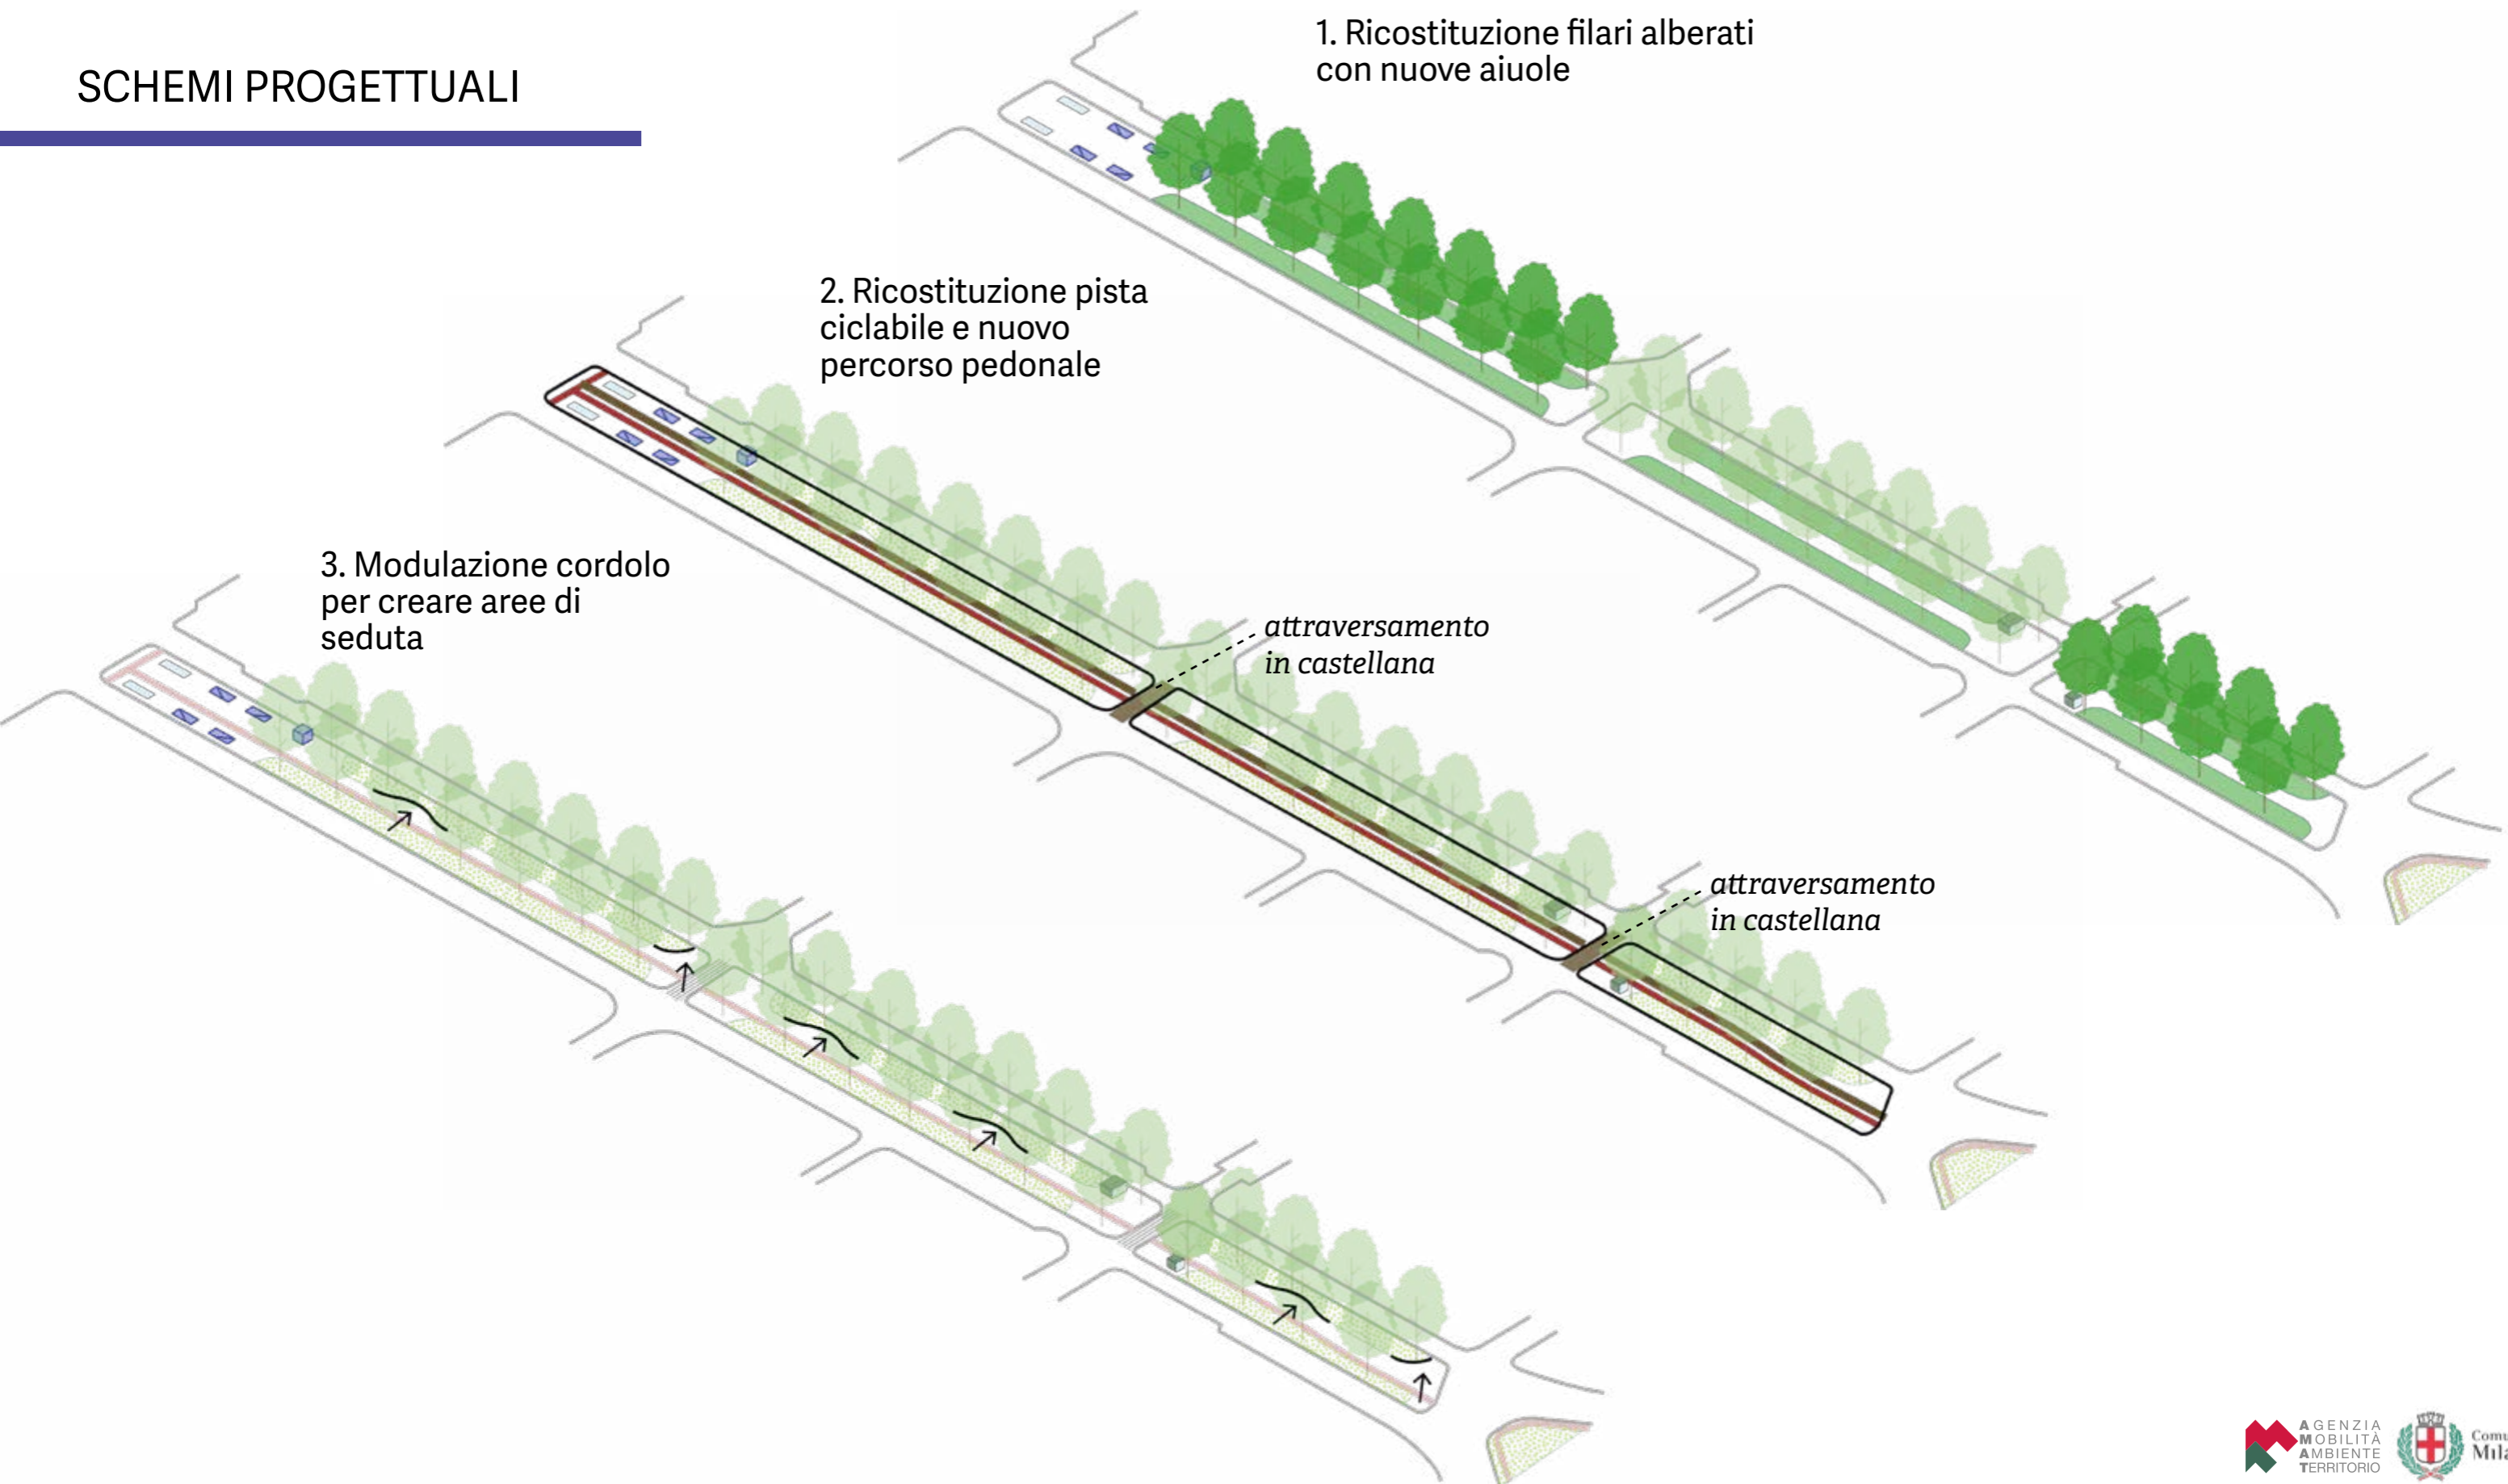 SCHEMI PROGETTUALI
1. Ricostituzione filari alberati
con nuove aiuole
2. Ricostituzione pista
ciclabile e nuovo
percorso pedonale
3. Modulazione cordolo
per creare aree di
seduta
attraversamento
in castellana
attraversamento
in castellana
AGENZIA
MOBILITÀ
AMBIENTE
TERRITORIO